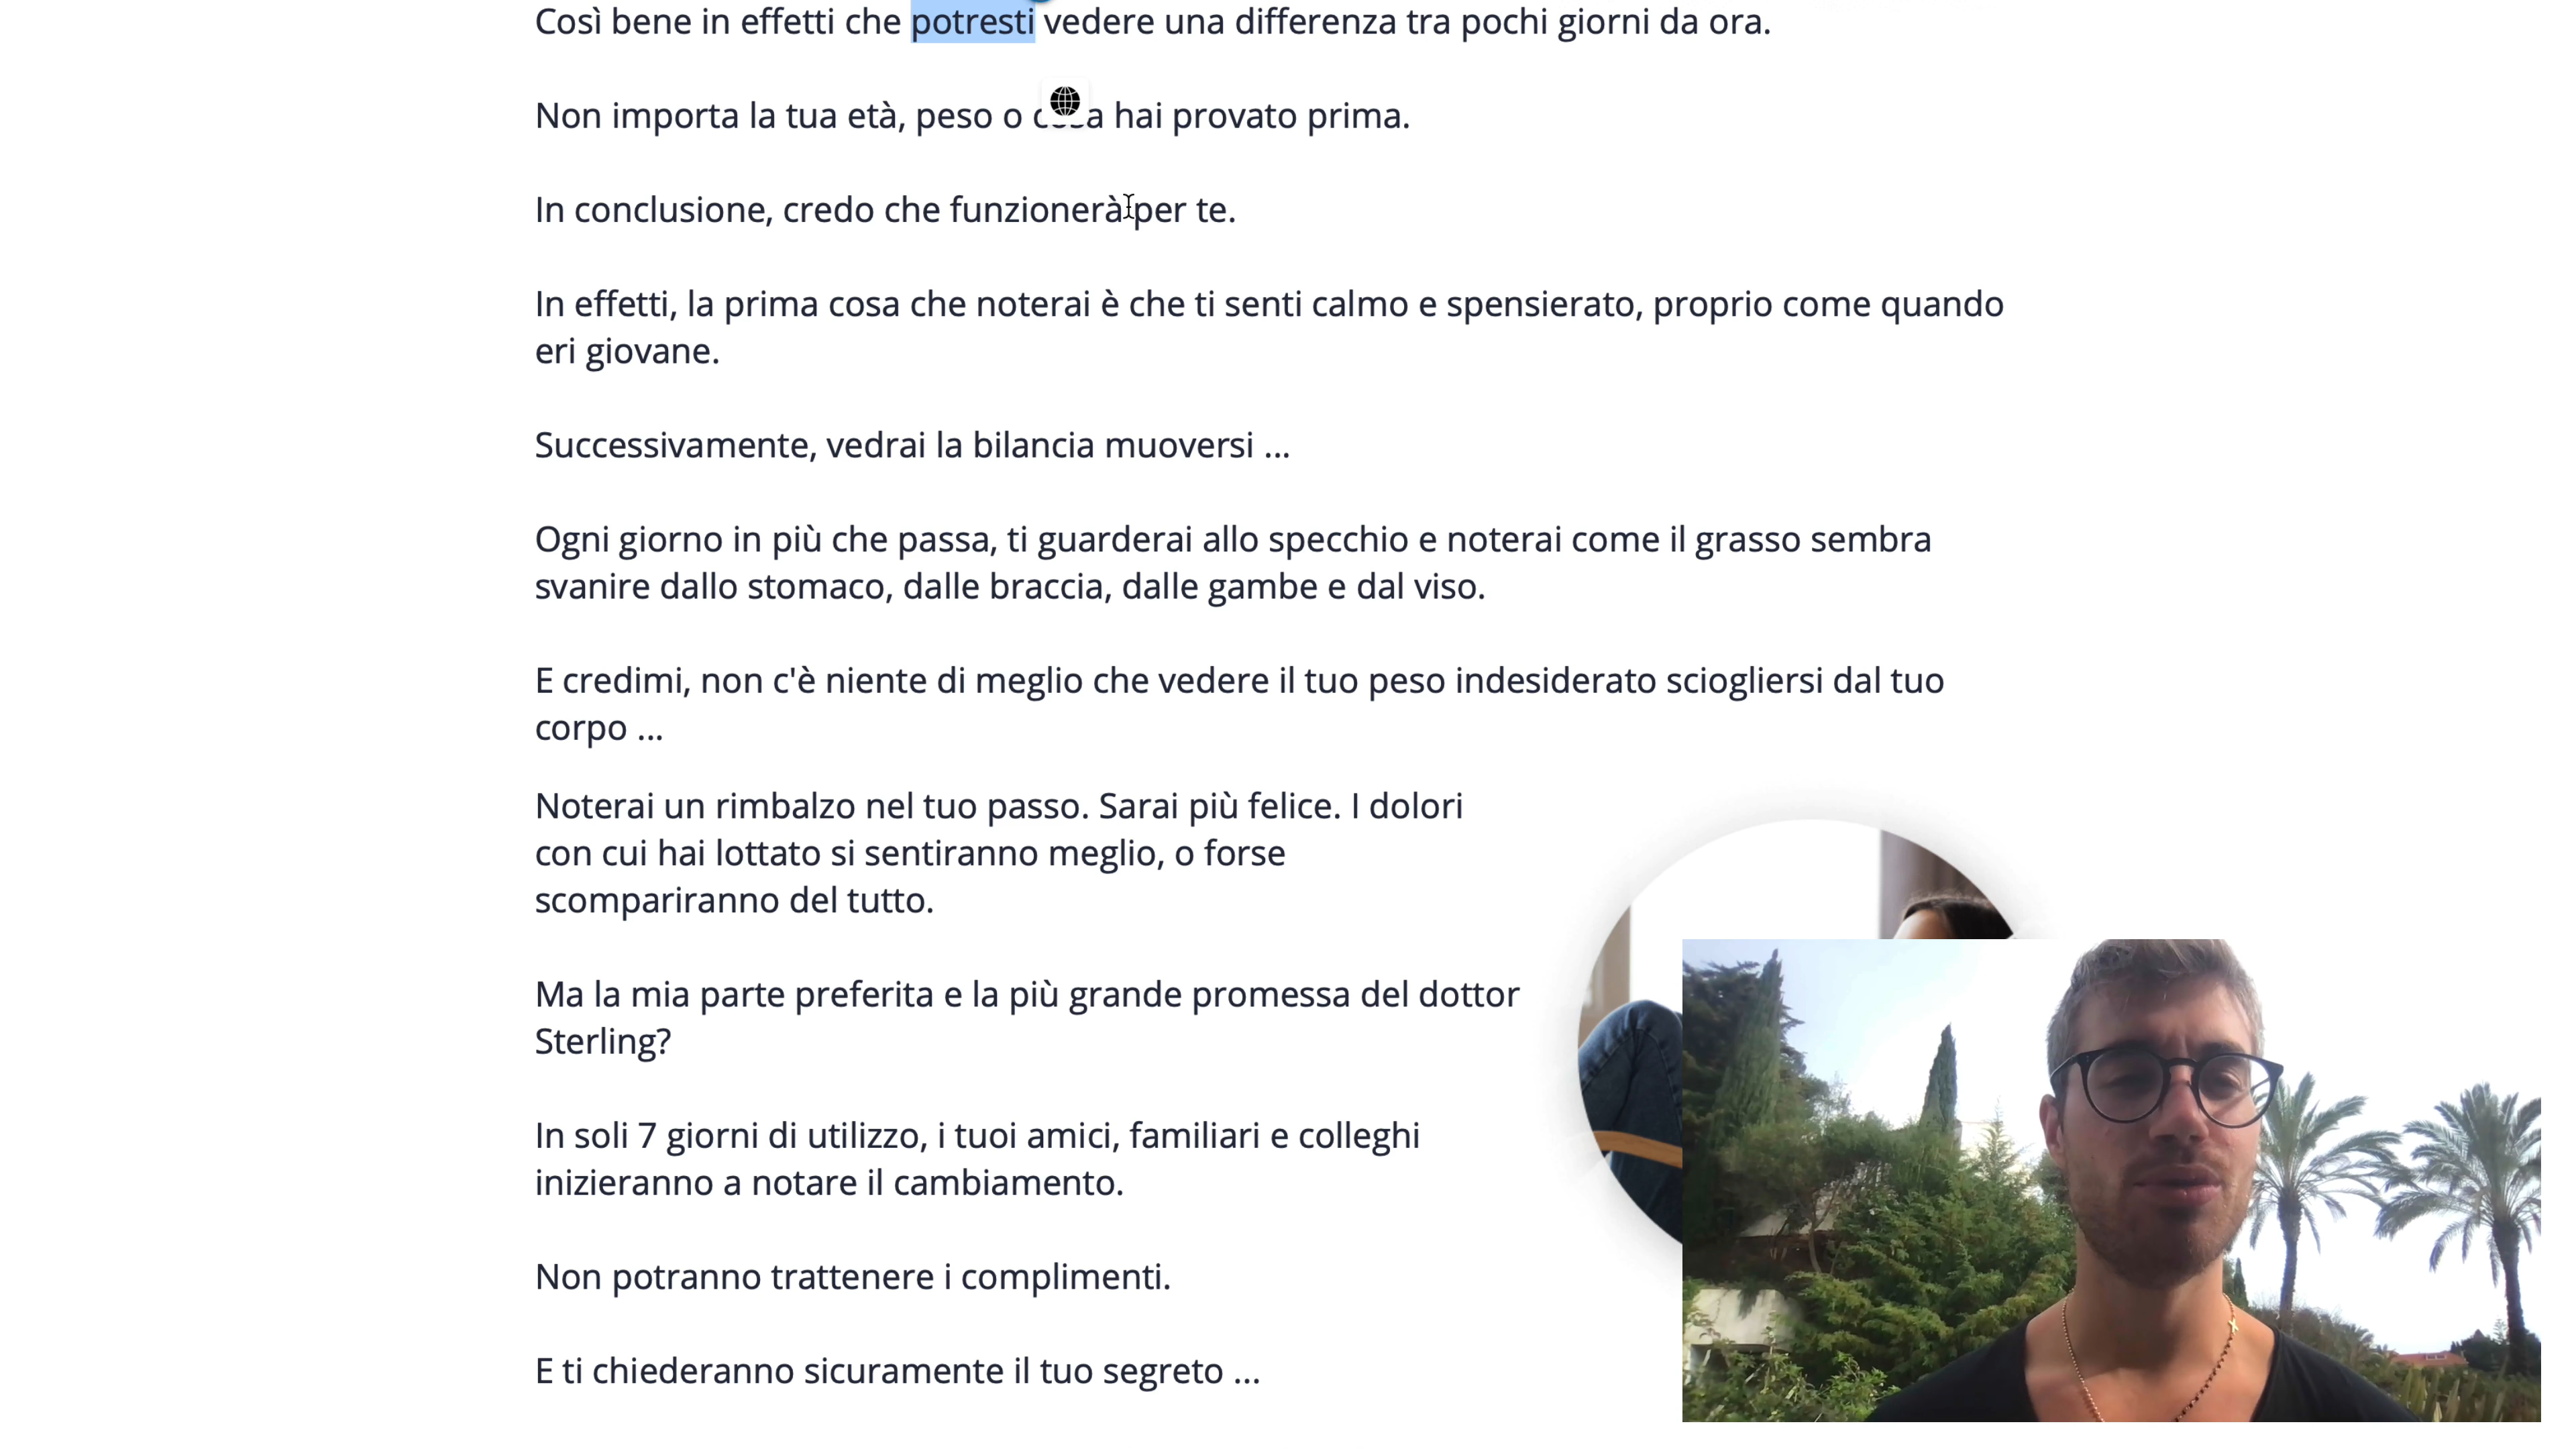 Così bene in effetti che potresti vedere una differenza tra pochi giorni da ora.
Non importa la tua età, peso o hai provato prima.
In conclusione, credo che funzionerà per te.
In effetti, la prima cosa che noterai è che ti senti calmo e spensierato, proprio come quando
eri giovane.
Successivamente, vedrai la bilancia muoversi ...
Ogni giorno in più che passa, ti guarderai allo specchio e noterai come il grasso sembra
svanire dallo stomaco, dalle braccia, dalle gambe e dal viso.
E credimi, non c'è niente di meglio che vedere il tuo peso indesiderato sciogliersi dal tuo
corpo ...
Noterai un rimbalzo nel tuo passo. Sarai più felice. I dolori
con cui hai lottato si sentiranno meglio, o forse
scompariranno del tutto.
Ma la mia parte preferita e la più grande promessa del dottor
Sterling?
In soli 7 giorni di utilizzo, i tuoi amici, familiari e colleghi
inizieranno a notare il cambiamento.
Non potranno trattenere i complimenti.
E ti chiederanno sicuramente il tuo segreto ...